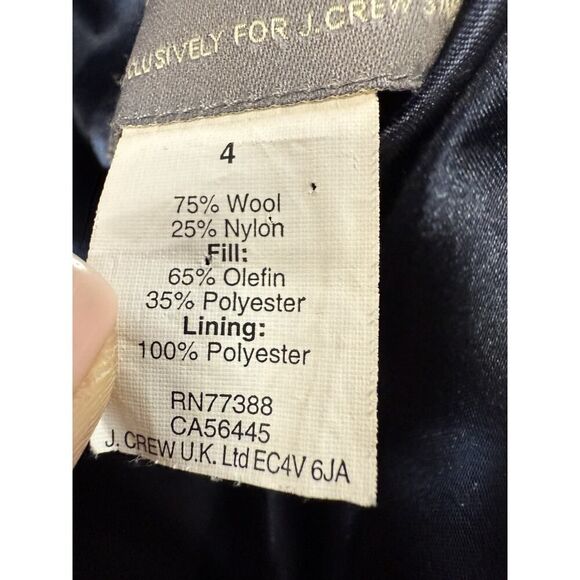 EXCLUSIVELY FOR J.CREW
4
75% Wool
25% Nylon
Fill:
65% Olefin
35% Polyester
Lining:
100% Polyester
RN77388
CA56445
J. CREW U.K. Ltd EC4V 6JA